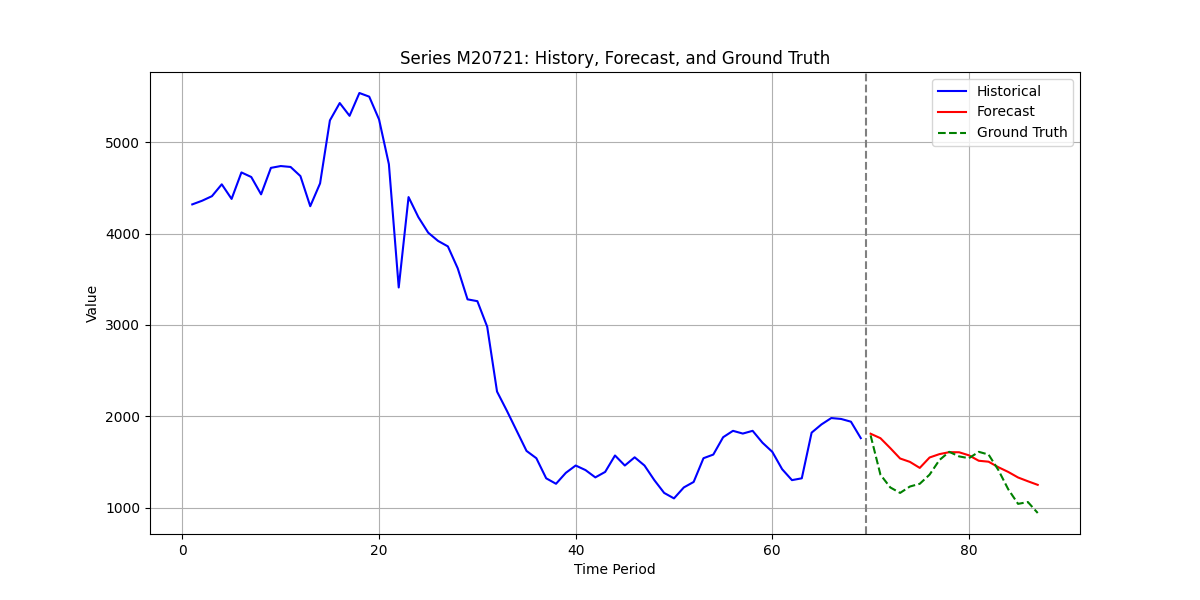 Series M20721: History, Forecast, and Ground Truth
Historical
Forecast
Ground Truth
5000
4000
3000
2000
1000
Value
0 20 40 60 80
Time Period